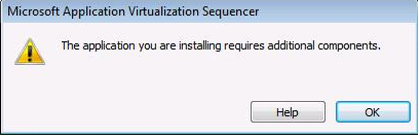 Microsoft Application Virtualization Sequencer
The application you are installing requires additional components.
Help
OK